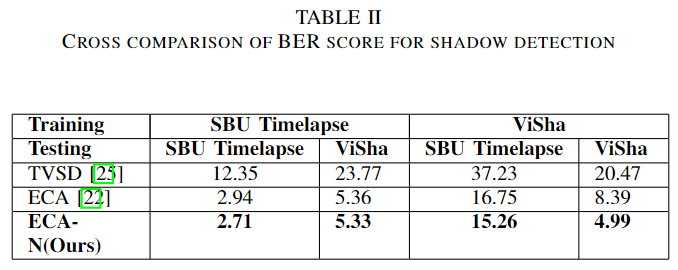 TABLE II
CROSS COMPARISON OF BER SCORE FOR SHADOW DETECTION
Training SBU Timelapse ViSha
Testing SBU Timelapse ViSha SBU Timelapse ViSha
TVSD [25] 12.35 23.77 37.23 20.47
ECA [22] 2.94 5.36 16.75 8.39
ECA- 2.71 5.33 15.26 4.99
N(Ours)